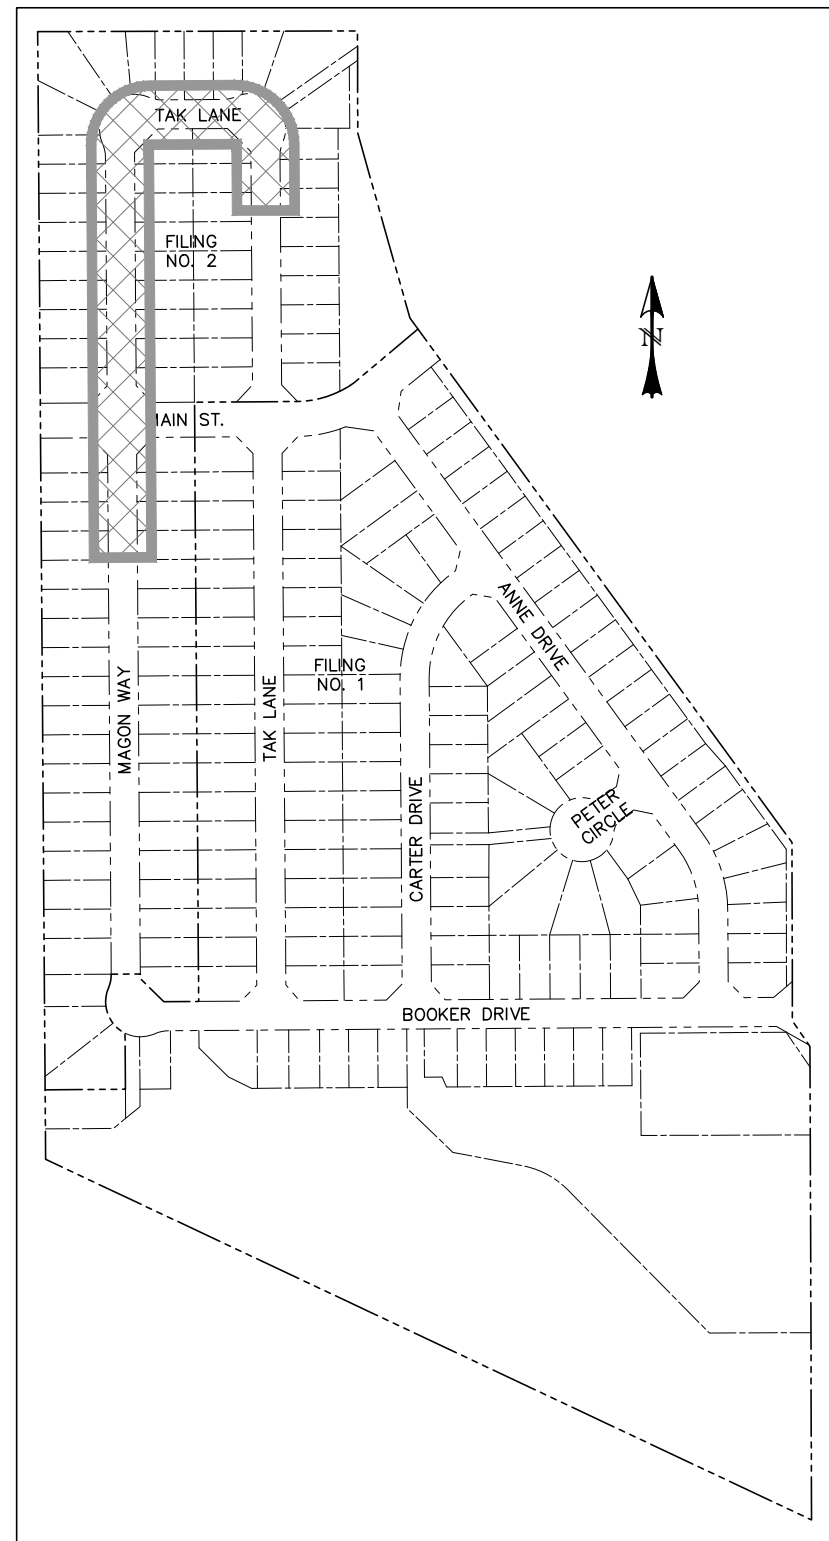 TAK LANE
FILING
NO. 2
N
MAIN ST.
ANNE DRIVE
FILING
NO. 1
MAGON WAY
TAK LANE
CARTER DRIVE
PETER
CIRCLE
BOOKER DRIVE